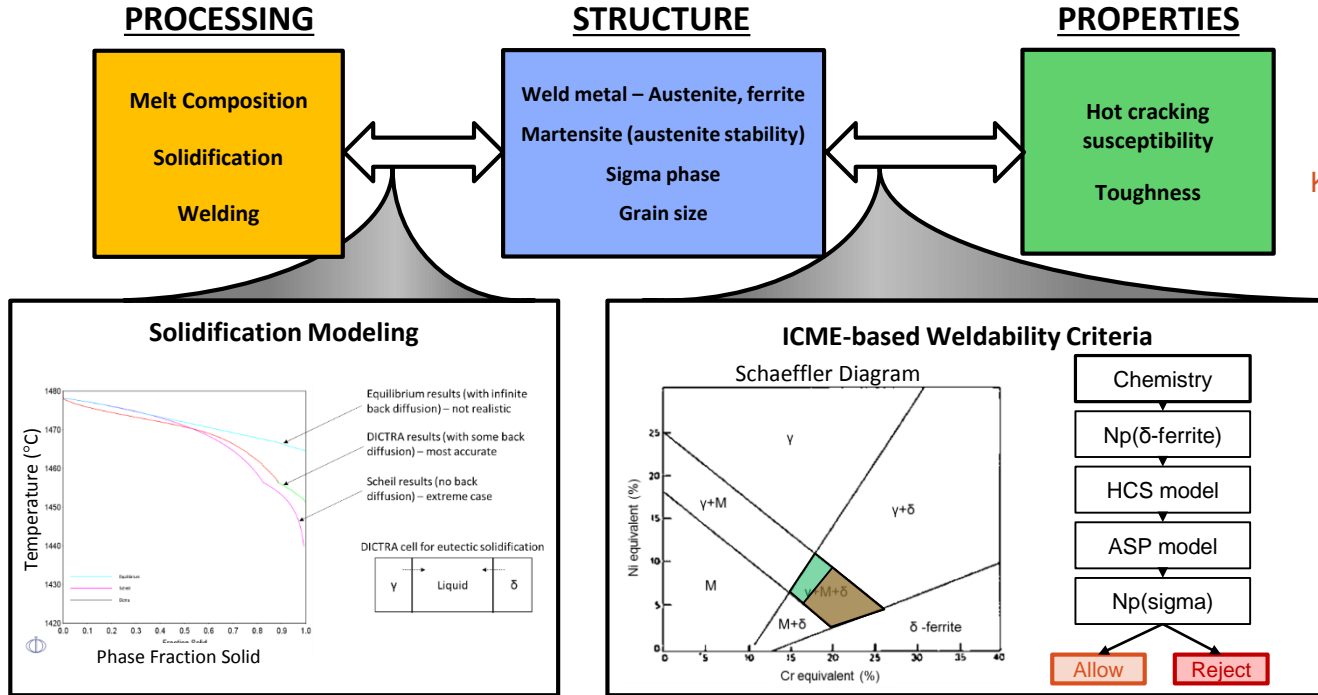 PROCESSING
STRUCTURE
PROPERTIES
Melt Composition
Solidification
Welding
Weld metal – Austenite, ferrite
Martensite (austenite stability)
Sigma phase
Grain size
Hot cracking
susceptibility
Toughness
Solidification Modeling
1480
1470
1460
1450
1440
1430
1420
Temperature (°C)
0.0 0.1 0.2 0.3 0.4 0.5 0.6 0.7 0.8 0.9 1.0
Fraction Solid
Phase Fraction Solid
Equilibrium
Scheil
Dictra
Equilibrium results (with infinite
back diffusion) – not realistic
DICTRA results (with some back
diffusion) – most accurate
Scheil results (no back
diffusion) – extreme case
DICTRA cell for eutectic solidification
γ
Liquid
δ
ICME-based Weldability Criteria
Schaeffler Diagram
Ni equivalent (%)
25
20
15
10
5
0
γ
γ+M
γ+δ
M
γ+M+δ
M+δ
δ -ferrite
0 5 10 15 20 25 30 35 40
Cr equivalent (%)
Chemistry
Np(δ-ferrite)
HCS model
ASP model
Np(sigma)
Allow
Reject